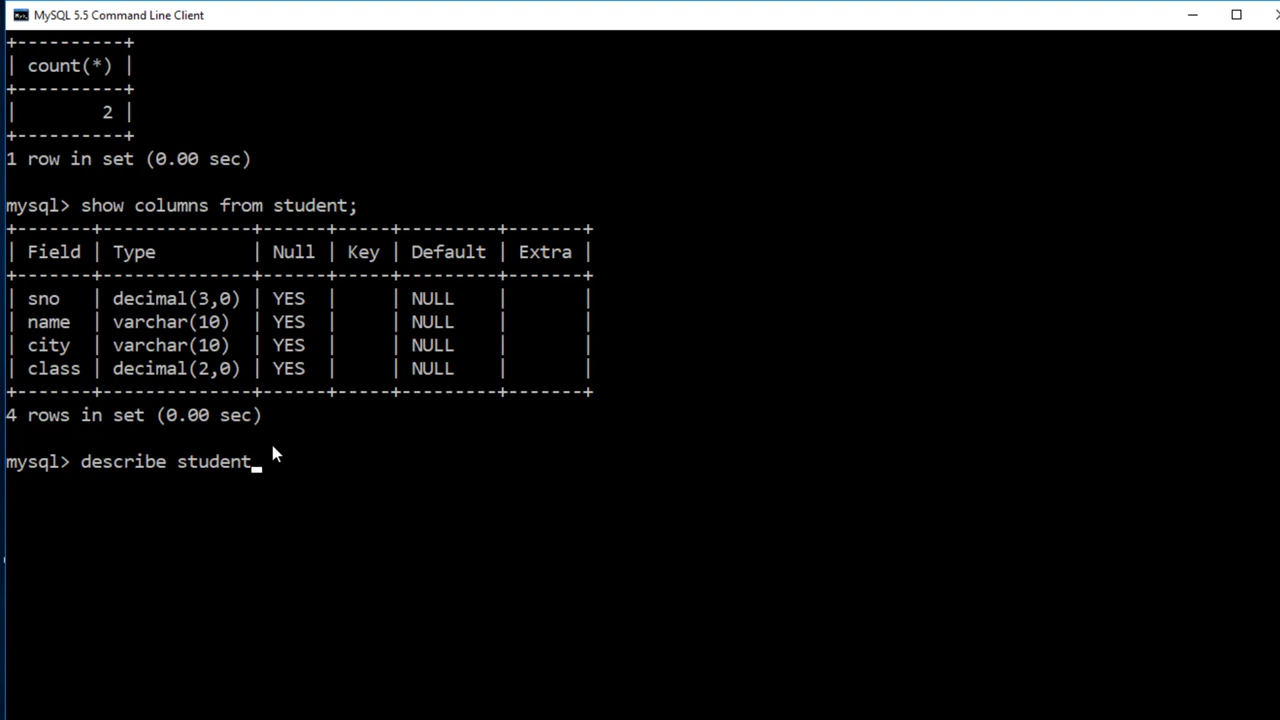 MySQL 5.5 Command Line Client
+----------+
| count(*) |
+----------+
|        2 |
+----------+
1 row in set (0.00 sec)
mysql> show columns from student;
+-------+--------------+------+-----+---------+-------+
| Field | Type         | Null | Key | Default | Extra |
+-------+--------------+------+-----+---------+-------+
| sno   | decimal(3,0) | YES  |     | NULL    |       |
| name  | varchar(10)  | YES  |     | NULL    |       |
| city  | varchar(10)  | YES  |     | NULL    |       |
| class | decimal(2,0) | YES  |     | NULL    |       |
+-------+--------------+------+-----+---------+-------+
4 rows in set (0.00 sec)
mysql> describe student